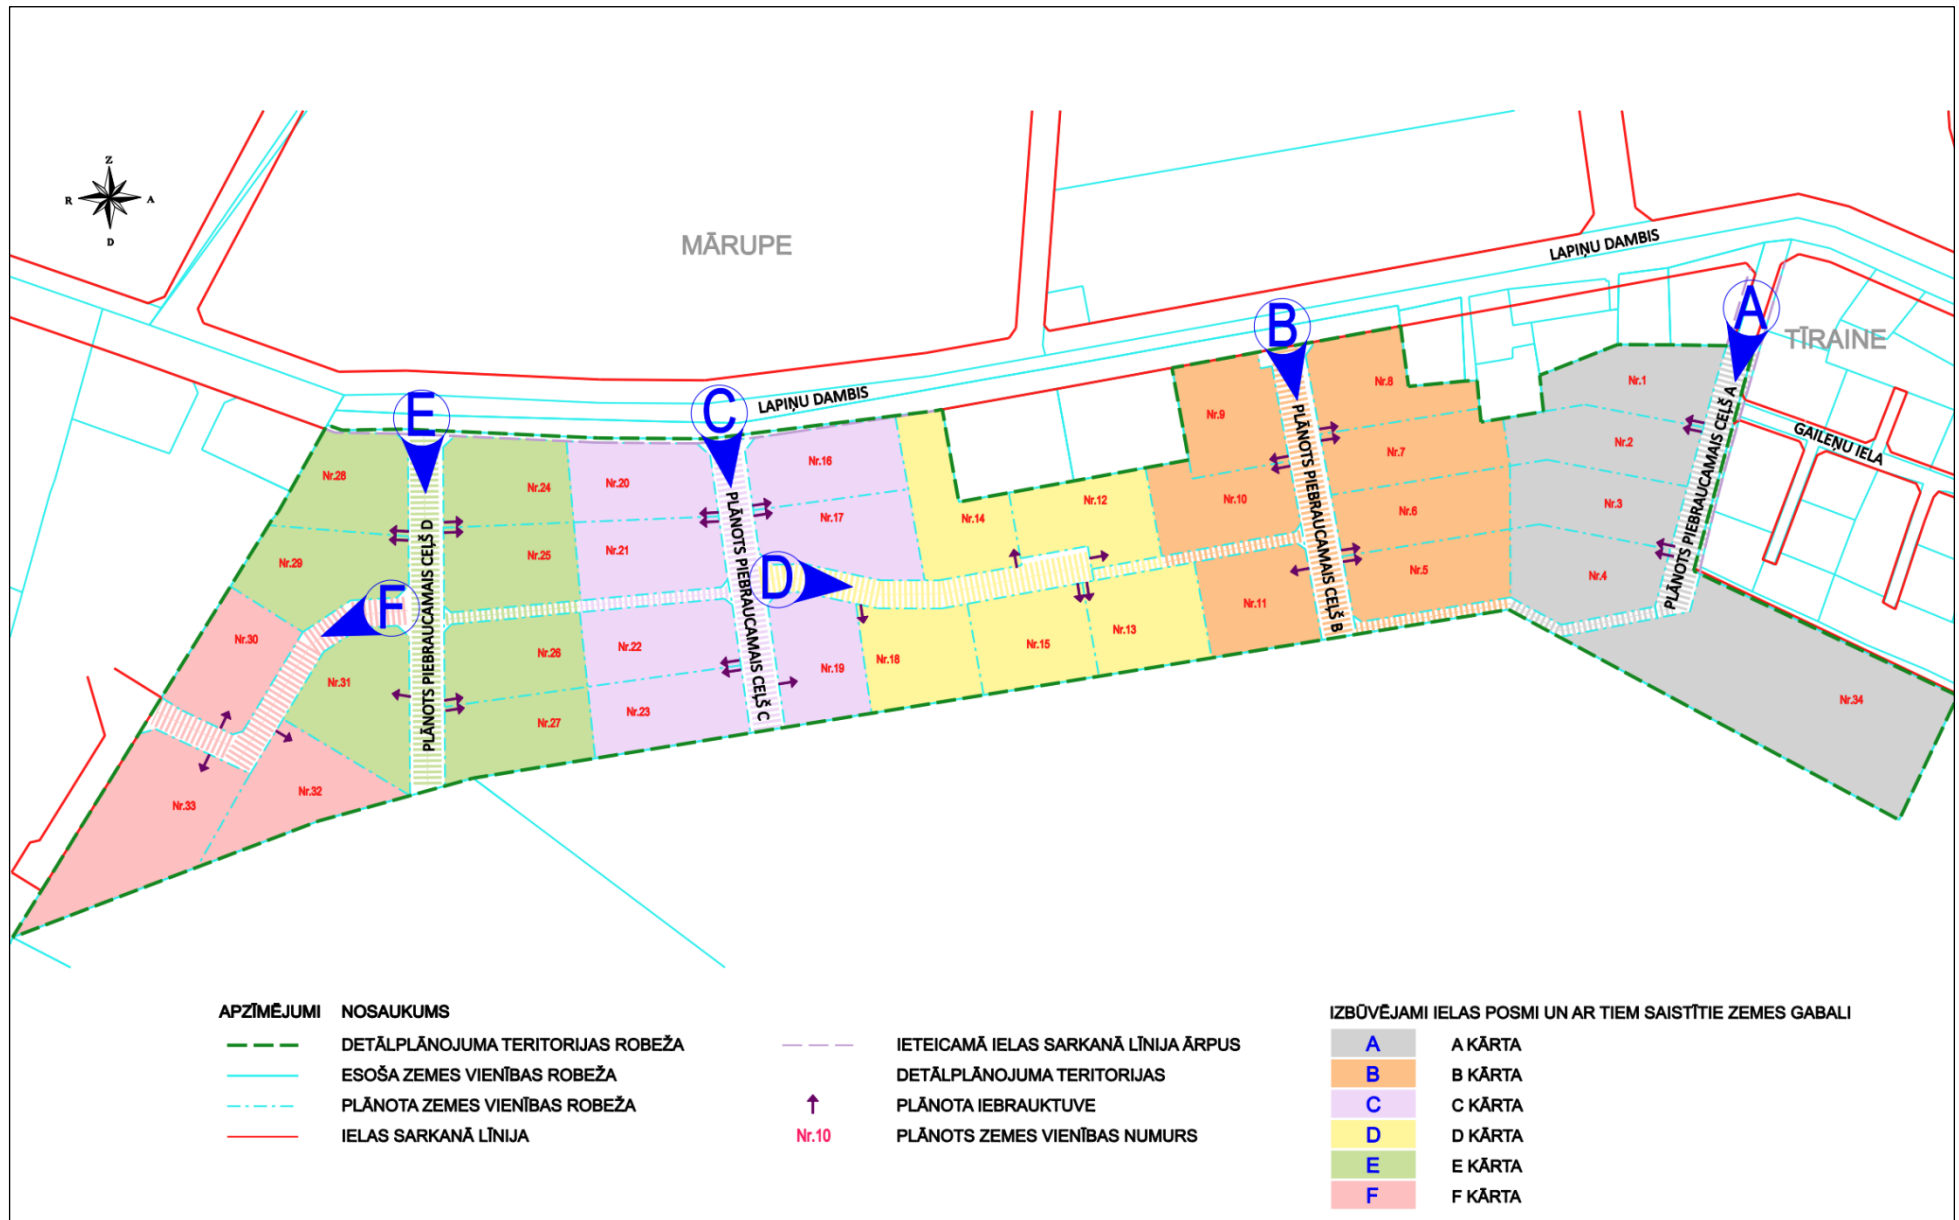 Z
R
A
D
MĀRUPE
LAPIŅU DAMBIS
A
B
TĪRAINE
C
E
LAPIŅU DAMBIS
Nr.1
Nr.8
Nr.9
Nr.2
GAILEŅU IELA
Nr.7
Nr.16
Nr.28
Nr.24
Nr.20
Nr.12
Nr.10
Nr.3
Nr.6
Nr.14
Nr.17
Nr.21
Nr.25
Nr.29
D
F
Nr.5
Nr.4
Nr.11
Nr.30
Nr.26
Nr.22
Nr.19
Nr.18
Nr.15
Nr.13
Nr.31
Nr.23
Nr.27
Nr.34
Nr.32
Nr.33
PLĀNOTS PIEBRAUCAMAIS CEĻŠ D
PLĀNOTS PIEBRAUCAMAIS CEĻŠ C
PLĀNOTS PIEBRAUCAMAIS CEĻŠ B
PLĀNOTS PIEBRAUCAMAIS CEĻŠ A
APZĪMĒJUMI NOSAUKUMS
DETĀLPLĀNOJUMA TERITORIJAS ROBEŽA
ESOŠA ZEMES VIENĪBAS ROBEŽA
PLĀNOTA ZEMES VIENĪBAS ROBEŽA
IELAS SARKANĀ LĪNIJA
IETEICAMĀ IELAS SARKANĀ LĪNIJA ĀRPUS
DETĀLPLĀNOJUMA TERITORIJAS
PLĀNOTA IEBRAUKTUVE
Nr.10 PLĀNOTS ZEMES VIENĪBAS NUMURS
IZBŪVĒJAMI IELAS POSMI UN AR TIEM SAISTĪTIE ZEMES GABALI
A A KĀRTA
B B KĀRTA
C C KĀRTA
D D KĀRTA
E E KĀRTA
F F KĀRTA